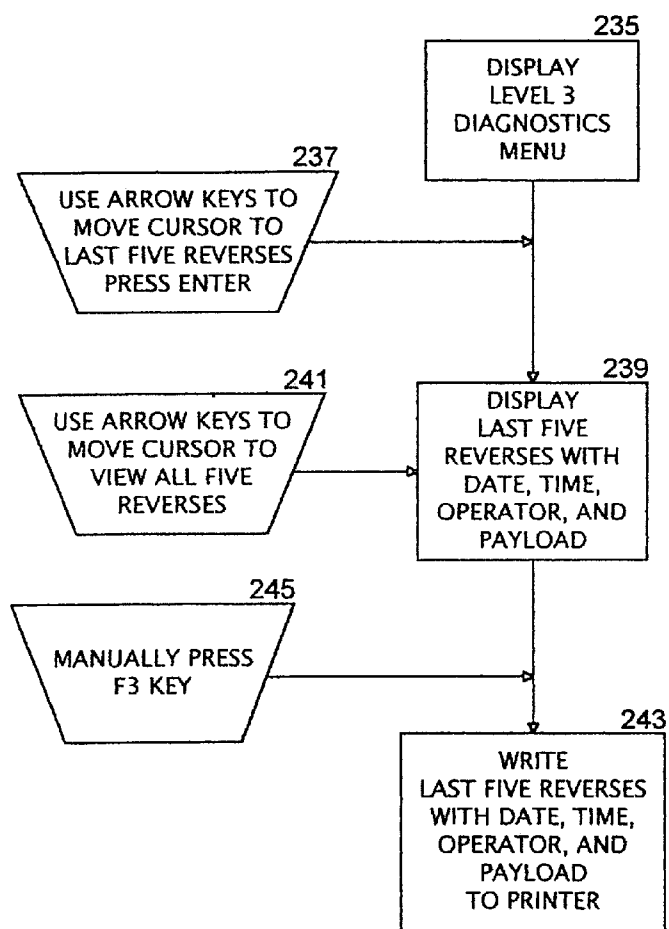 235
DISPLAY
LEVEL 3
DIAGNOSTICS
MENU
237
USE ARROW KEYS TO
MOVE CURSOR TO
LAST FIVE REVERSES
PRESS ENTER
239
DISPLAY
LAST FIVE
REVERSES WITH
DATE, TIME,
OPERATOR, AND
PAYLOAD
241
USE ARROW KEYS TO
MOVE CURSOR TO
VIEW ALL FIVE
REVERSES
245
MANUALLY PRESS
F3 KEY
243
WRITE
LAST FIVE REVERSES
WITH DATE, TIME,
OPERATOR, AND
PAYLOAD
TO PRINTER